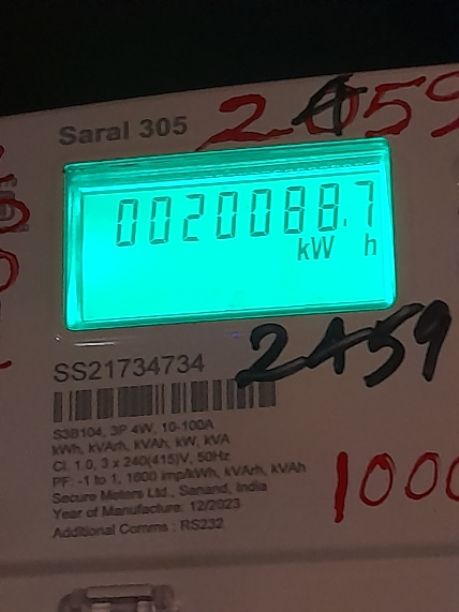 Saral 305
2459
0020088.7
kW h
2459
SS21734734
S3B104, 3P 4W, 10-100A
kWh, kVArh, kVAh, kW, kVA
Cl. 1.0, 3 x 240(415)V, 50Hz
PF: -1 to 1, 1600 imp/kWh, kVArh, kVAh
Secure Meters Ltd., Sanand, India
Year of Manufacture: 12/2023
Additional Comms : RS232
1000